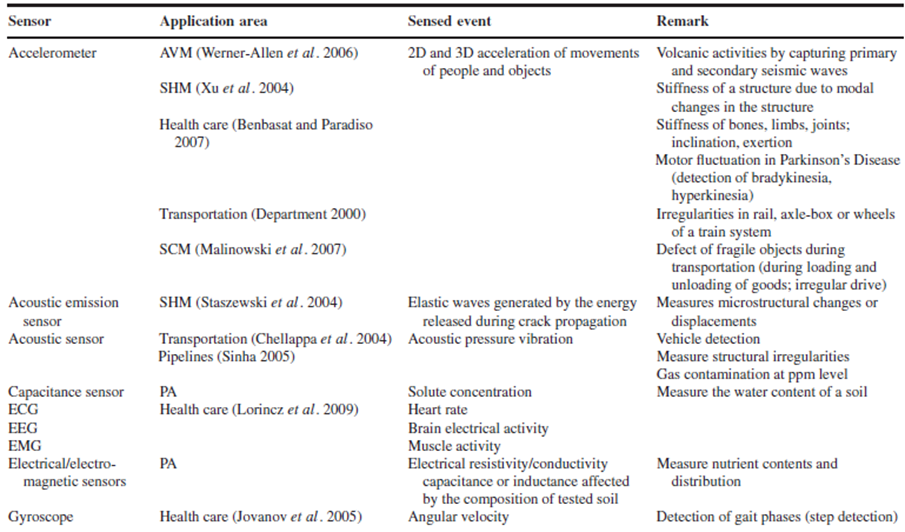 Sensor Application area Sensed event Remark
Accelerometer AVM (Werner-Allen et al. 2006) 2D and 3D acceleration of movements Volcanic activities by capturing primary
of people and objects and secondary seismic waves
SHM (Xu et al. 2004) Stiffness of a structure due to modal
changes in the structure
Health care (Benbasat and Paradiso Stiffness of bones, limbs, joints;
2007) inclination, exertion
Motor fluctuation in Parkinson's Disease
(detection of bradykinesia,
hyperkinesia)
Transportation (Department 2000) Irregularities in rail, axle-box or wheels
of a train system
SCM (Malinowski et al. 2007) Defect of fragile objects during
transportation (during loading and
unloading of goods; irregular drive)
Acoustic emission SHM (Staszewski et al. 2004) Elastic waves generated by the energy Measures microstructural changes or
sensor released during crack propagation displacements
Acoustic sensor Transportation (Chellappa et al. 2004) Acoustic pressure vibration Vehicle detection
Pipelines (Sinha 2005) Measure structural irregularities
Gas contamination at ppm level
Capacitance sensor PA Solute concentration Measure the water content of a soil
ECG Health care (Lorincz et al. 2009) Heart rate
EEG Brain electrical activity
EMG Muscle activity
Electrical/electro- PA Electrical resistivity/conductivity Measure nutrient contents and
magnetic sensors capacitance or inductance affected distribution
by the composition of tested soil
Gyroscope Health care (Jovanov et al. 2005) Angular velocity Detection of gait phases (step detection)